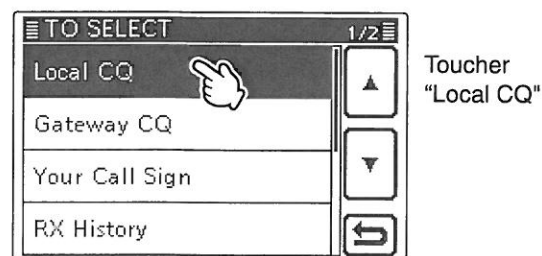 TO SELECT 1/2
Local CQ
Gateway CQ
Your Call Sign
RX History
Toucher
"Local CQ"